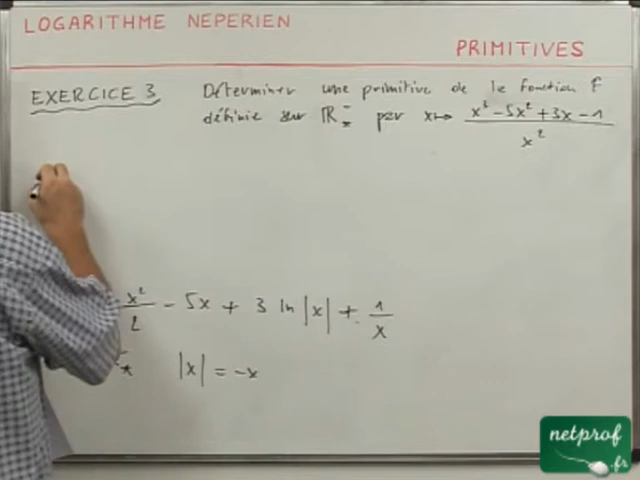 LOGARITHME NEPERIEN
PRIMITIVES
EXERCICE 3 Déterminer une primitive de la fonction f
définie sur ℝ₋* par x ↦ (x³ - 5x² + 3x - 1) / x²
x²/2 - 5x + 3 ln|x| + 1/x
|x| = -x
netprof
.fr